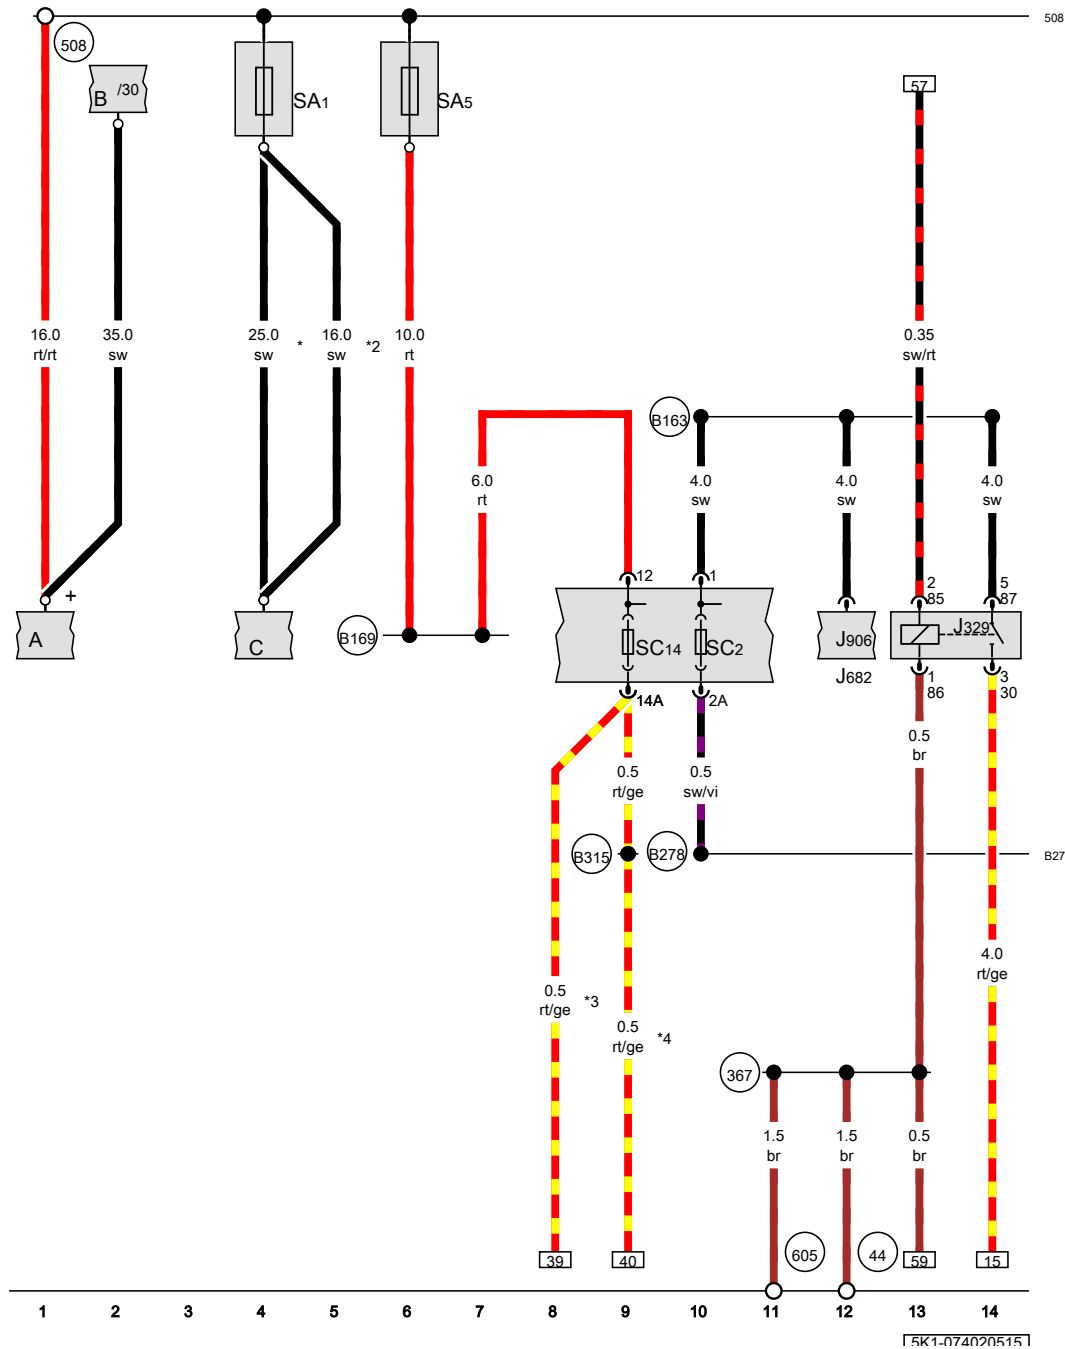 508
508
B /30
SA1
SA5
57
16.0
rt/rt
35.0
sw
25.0
sw
*
16.0
sw
*2
10.0
rt
0.35
sw/rt
B163
6.0
rt
4.0
sw
4.0
sw
4.0
sw
12
1
2
85
5
87
+
A
C
B169
SC14
SC2
J906
J682
J329
14A
2A
1
86
3
30
0.5
rt/ge
0.5
sw/vi
0.5
br
B315
B278
B27
4.0
rt/ge
0.5
rt/ge
*3
0.5
rt/ge
*4
367
1.5
br
1.5
br
0.5
br
39
40
605
44
59
15
1 2 3 4 5 6 7 8 9 10 11 12 13 14
5K1-074020515